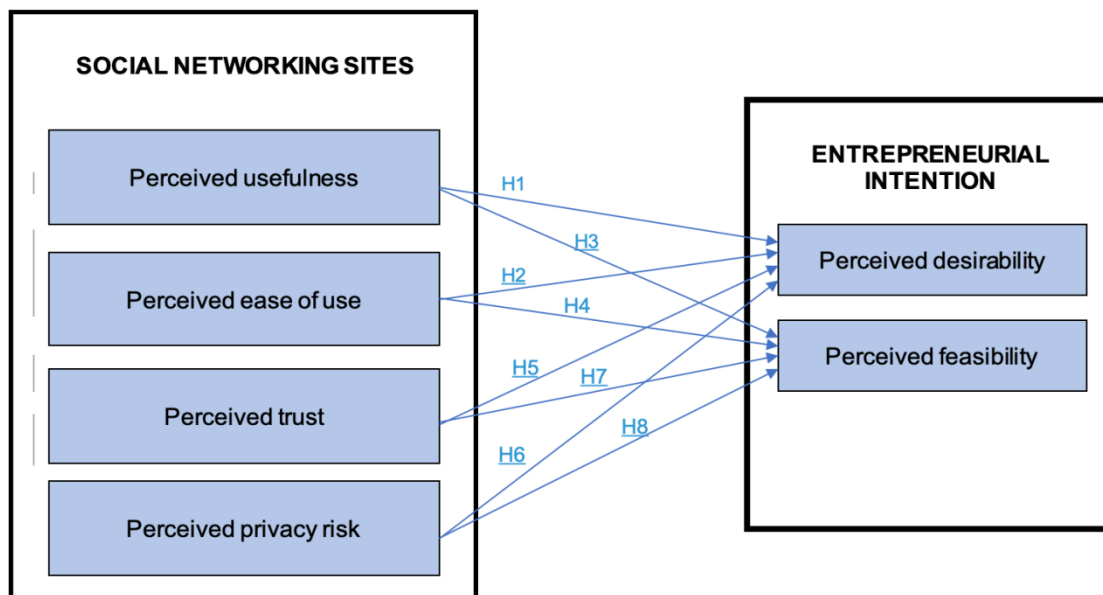 SOCIAL NETWORKING SITES
Perceived usefulness
Perceived ease of use
Perceived trust
Perceived privacy risk
H1
H3
H2
H4
H5
H7
H8
H6
ENTREPRENEURIAL
INTENTION
Perceived desirability
Perceived feasibility